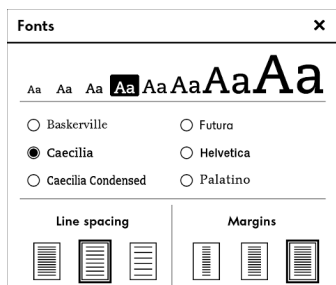 Fonts ×
Aa Aa Aa Aa Aa Aa Aa Aa
Baskerville Futura
Caecilia Helvetica
Caecilia Condensed Palatino
Line spacing Margins